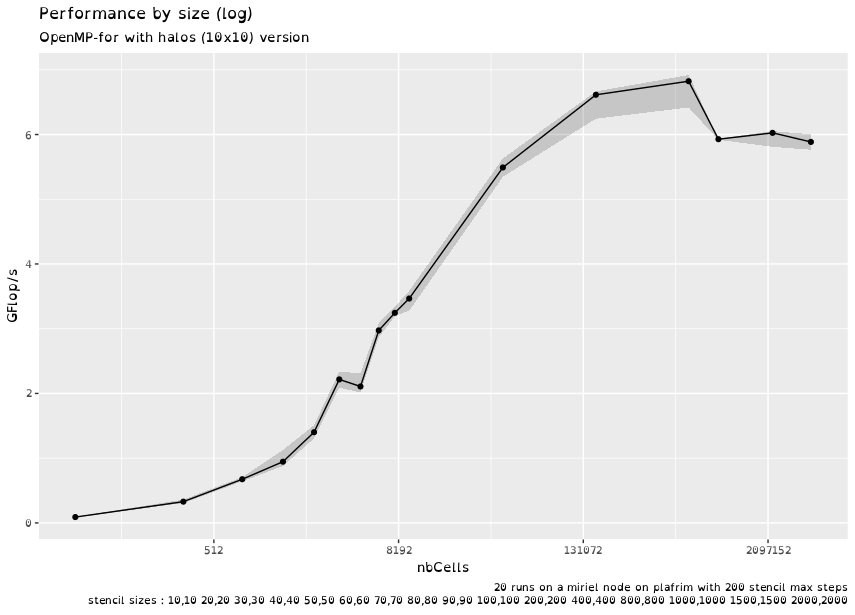 Performance by size (log)
OpenMP-for with halos (10x10) version
GFlop/s
6
4
2
0
512
8192
131072
2097152
nbCells
20 runs on a miriel node on plafrim with 200 stencil max steps
stencil sizes : 10,10 20,20 30,30 40,40 50,50 60,60 70,70 80,80 90,90 100,100 200,200 400,400 800,800 1000,1000 1500,1500 2000,2000